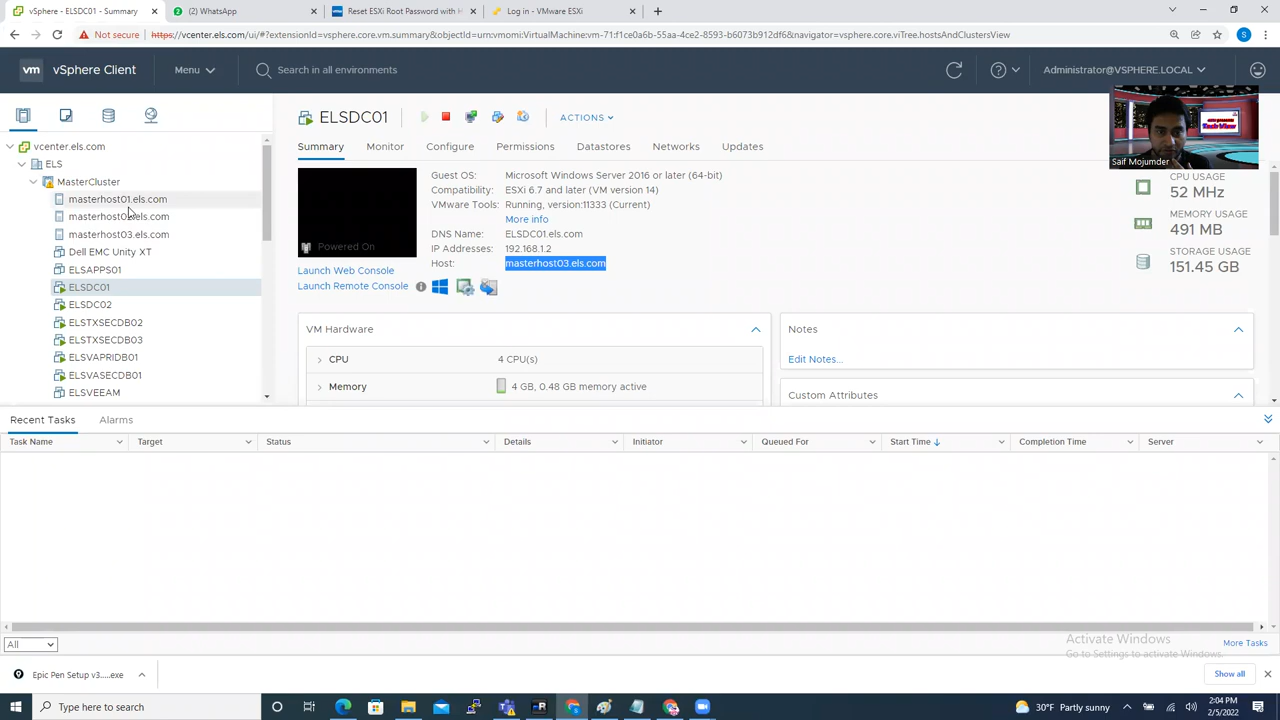 vSphere - ELSDC01 - Summary
(2) WhatsApp
Reset ESXi Root Password with H
Log in - VMware ESXi
Not secure
https://vcenter.els.com/ui/#?extensionId=vsphere.core.vm.summary&objectId=urn:vmomi:VirtualMachine:vm-71:f1ce0a6b-55aa-4ce2-8593-b6073b912df6&navigator=vsphere.core.viTree.hostsAndClustersView
S
vm vSphere Client
Menu
Search in all environments
Administrator@VSPHERE.LOCAL
vcenter.els.com
ELS
MasterCluster
masterhost01.els.com
masterhost03.els.com
Dell EMC Unity XT
ELSAPPS01
ELSDC01
ELSDC02
ELSTXSECDB02
ELSTXSECDB03
ELSVAPRIDB01
ELSVASECDB01
ELSVEEAM
ELSDC01
ACTIONS
Summary
Monitor
Configure
Permissions
Datastores
Networks
Updates
Powered On
Launch Web Console
Launch Remote Console
Guest OS: Microsoft Windows Server 2016 or later (64-bit)
Compatibility: ESXi 6.7 and later (VM version 14)
VMware Tools: Running, version:11333 (Current)
More info
DNS Name: ELSDC01.els.com
IP Addresses: 192.168.1.2
Host: masterhost03.els.com
Tech View
Saif Mojumder
CPU USAGE
52 MHz
MEMORY USAGE
491 MB
STORAGE USAGE
151.45 GB
VM Hardware
CPU 4 CPU(s)
Memory 4 GB, 0.48 GB memory active
Notes
Edit Notes...
Custom Attributes
Recent Tasks
Alarms
Task Name
Target
Status
Details
Initiator
Queued For
Start Time
Completion Time
Server
All
More Tasks
Activate Windows
Go to Settings to activate Windows.
Epic Pen Setup v3.....exe
Show all
Type here to search
30°F Partly sunny
2:04 PM
2/5/2022